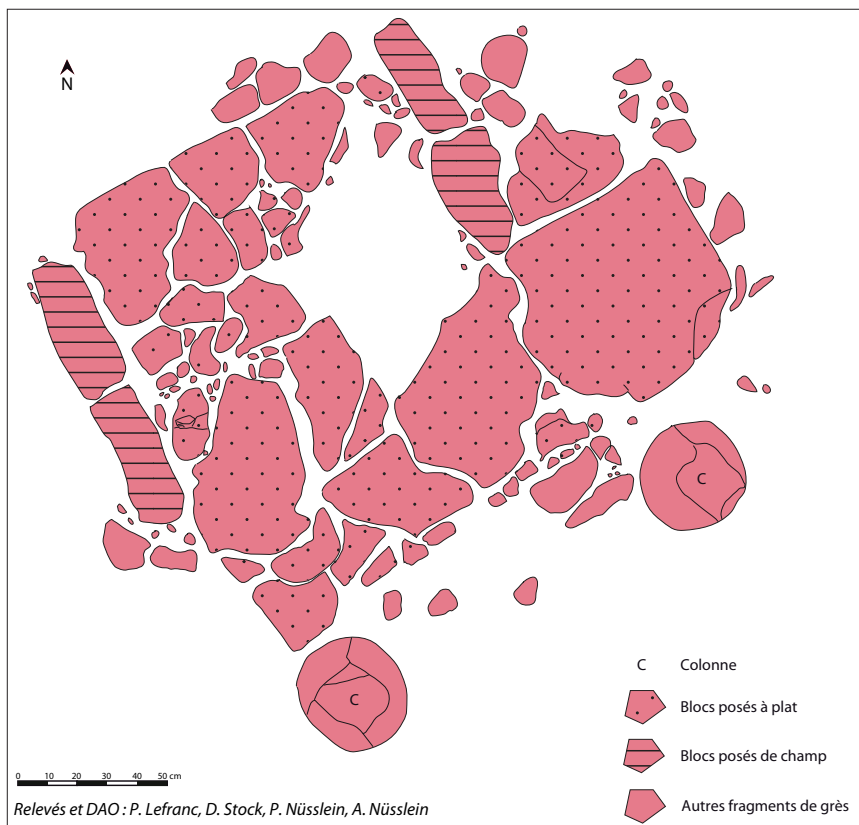 N
C
C
C Colonne
Blocs posés à plat
Blocs posés de champ
Autres fragments de grès
0 10 20 30 40 50 cm
Relevés et DAO : P. Lefranc, D. Stock, P. Nüsslein, A. Nüsslein